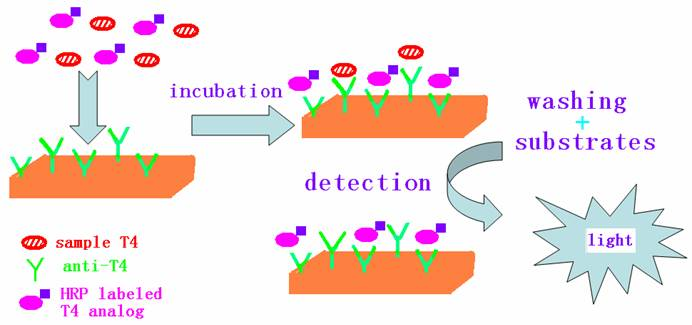 incubation
washing
+
substrates
detection
light
sample T4
anti-T4
HRP labeled
T4 analog